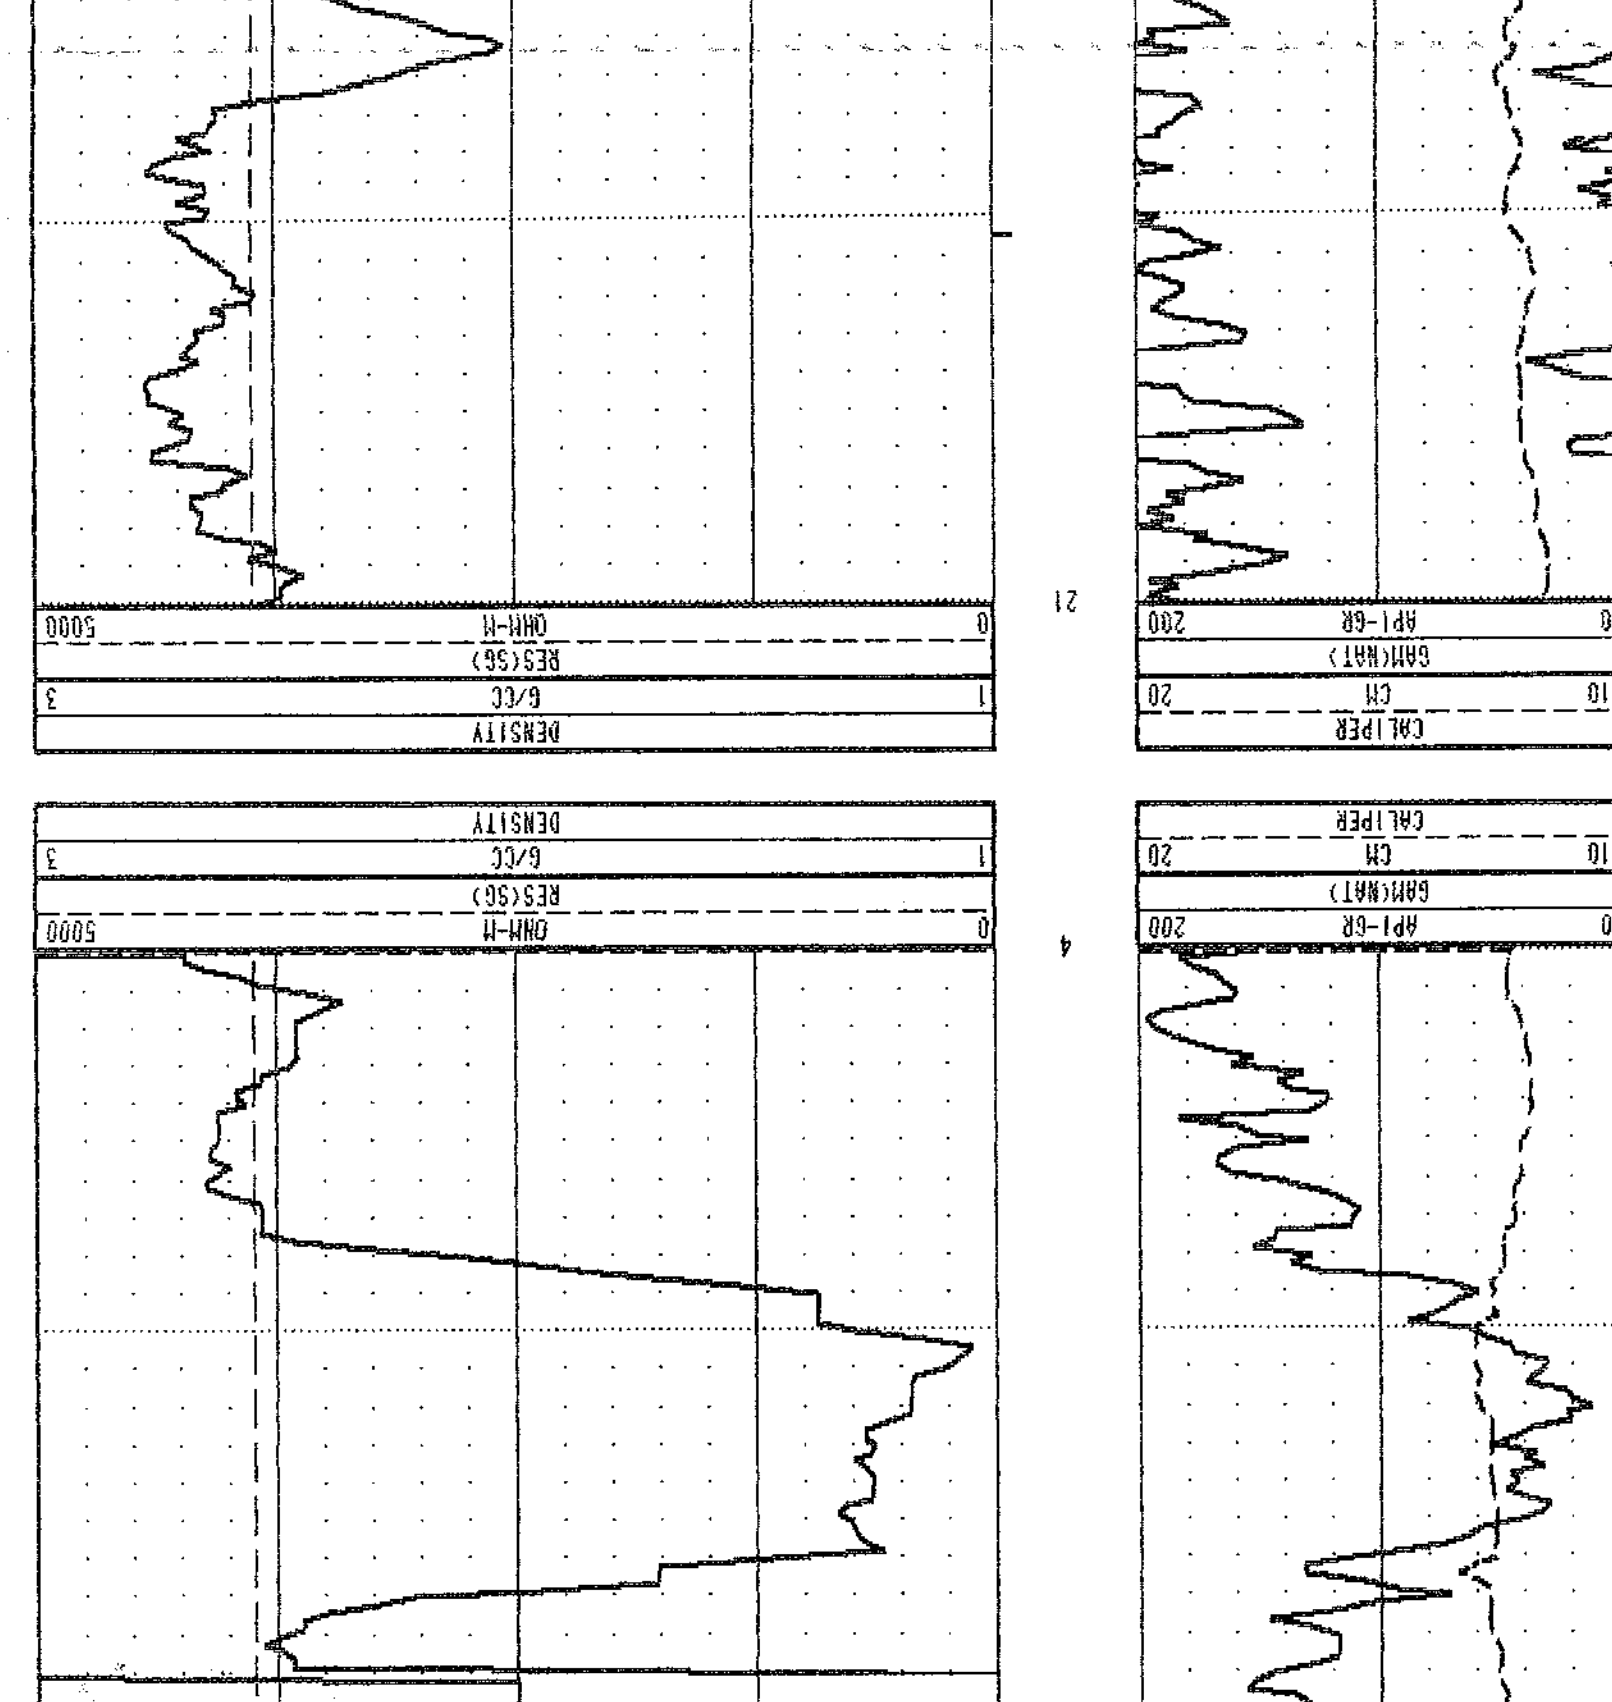 0 API-GR 200 4 0 OHM-M 5000
GAM(NAT) RES(SG)
10 CM 20 1 G/CC 3
CALIPER DENSITY
CALIPER DENSITY
10 CM 20 1 G/CC 3
GAM(NAT) RES(SG)
0 API-GR 200 0 OHM-M 5000
21